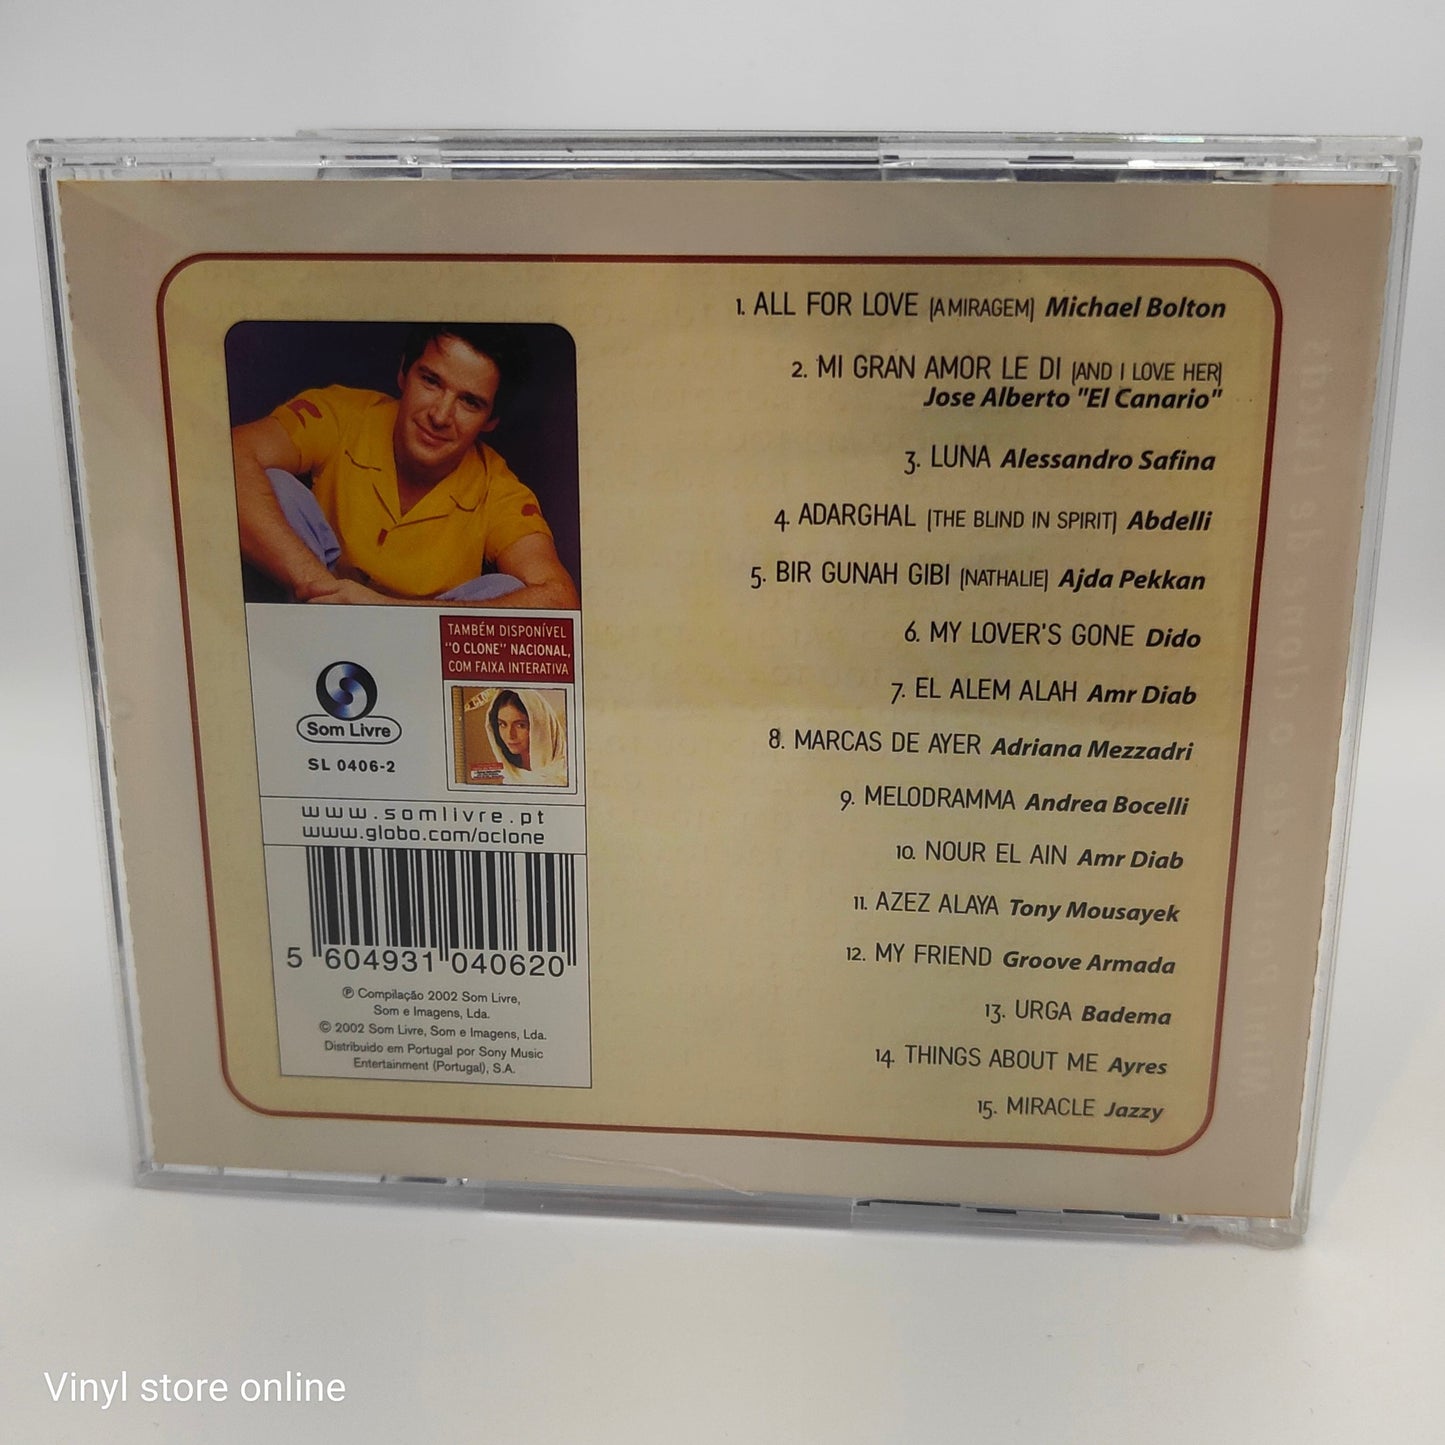 1. ALL FOR LOVE (A MIRAGEM) Michael Bolton
2. MI GRAN AMOR LE DI (AND I LOVE HER)
Jose Alberto "El Canario"
3. LUNA Alessandro Safina
4. ADARGHAL (THE BLIND IN SPIRIT) Abdelli
5. BIR GUNAH GIBI (NATHALIE) Ajda Pekkan
6. MY LOVER'S GONE Dido
7. EL ALEM ALAH Amr Diab
8. MARCAS DE AYER Adriana Mezzadri
9. MELODRAMMA Andrea Bocelli
10. NOUR EL AIN Amr Diab
11. AZEZ ALAYA Tony Mousayek
12. MY FRIEND Groove Armada
13. URGA Badema
14. THINGS ABOUT ME Ayres
15. MIRACLE Jazzy
TAMBÉM DISPONÍVEL
"O CLONE" NACIONAL,
COM FAIXA INTERATIVA
Som Livre
SL 0406-2
www.somlivre.pt
www.globo.com/oclone
5 604931 040620
℗ Compilação 2002 Som Livre,
Som e Imagens, Lda.
© 2002 Som Livre, Som e Imagens, Lda.
Distribuido em Portugal por Sony Music
Entertainment (Portugal), S.A.
Vinyl store online